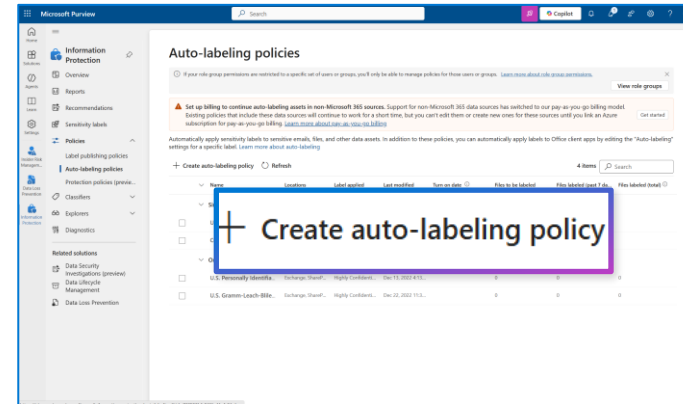 Microsoft Purview
Search
Copilot
?
Home
Solutions
Agents
Learn
Settings
Insider Risk
Managem...
Data Loss
Prevention
Information
Protection
Information
Protection
Overview
Reports
Recommendations
Sensitivity labels
Policies
Label publishing policies
Auto-labeling policies
Protection policies (previe...
Classifiers
Explorers
Diagnostics
Related solutions
Data Security
Investigations (preview)
Data Lifecycle
Management
Data Loss Prevention
Auto-labeling policies
If your role group permissions are restricted to a specific set of users or groups, you'll only be able to manage policies for those users or groups. Learn more about role group permissions.
View role groups
Set up billing to continue auto-labeling assets in non-Microsoft 365 sources. Support for non-Microsoft 365 data sources has switched to our pay-as-you-go billing model.
Existing policies that include these data sources will continue to work for a short time, but you can't edit them or create new ones for these sources until you link an Azure
subscription for pay-as-you-go billing. Learn more about pay-as-you-go billing
Get started
Automatically apply sensitivity labels to sensitive emails, files, and other data assets. In addition to these policies, you can automatically apply labels to Office client apps by editing the "Auto-labeling"
settings for a specific label. Learn more about auto-labeling
+ Create auto-labeling policy
Refresh
4 items
Search
Name Locations Label applied Last modified Turn on date Files to be labeled Files labeled (past 7 da... Files labeled (total)
+ Create auto-labeling policy
U.S. Personally Identifia... Exchange, ShareP... Highly Confident... Dec 13, 2022 4:12... 0 0 0
U.S. Gramm-Leach-Blile... Exchange, ShareP... Highly Confident... Dec 22, 2022 11:3... 0 0 0